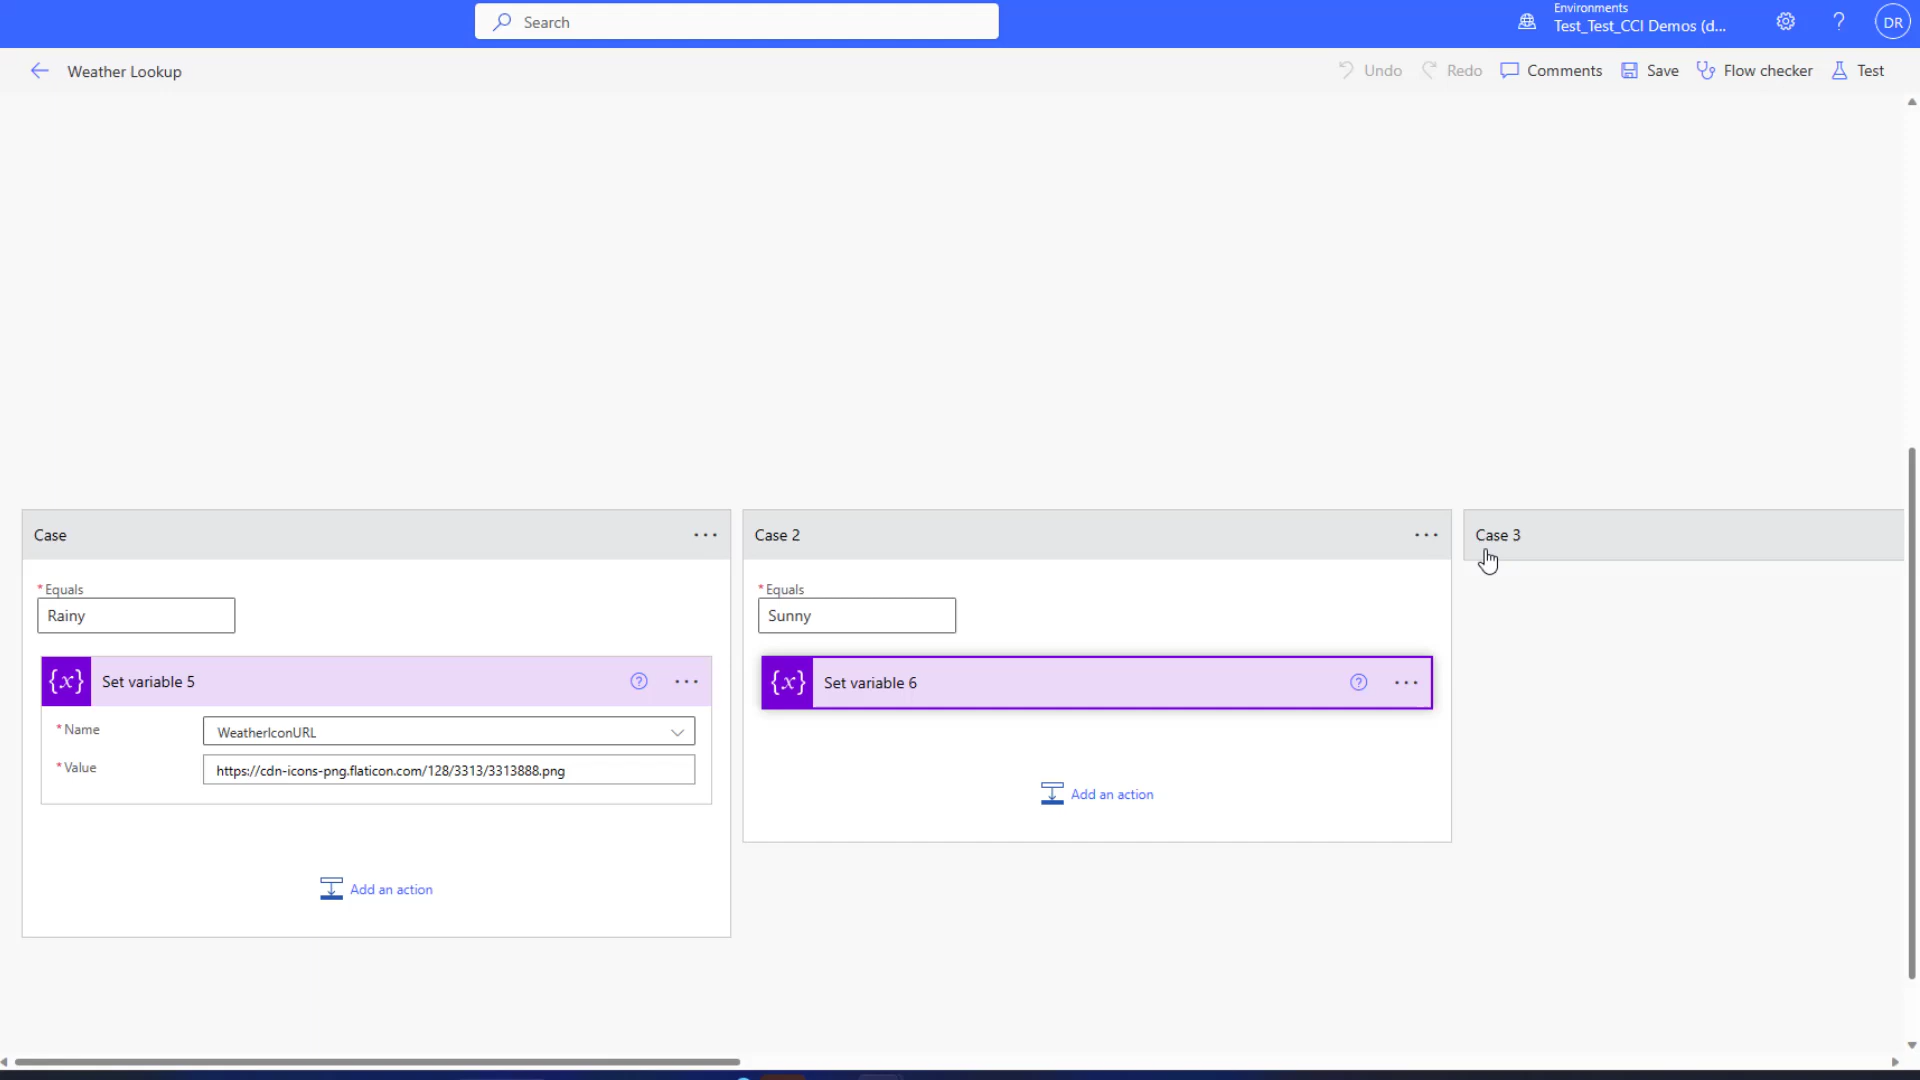 Search
Environments
Test_Test_CCI Demos (d...
DR
Weather Lookup
Undo
Redo
Comments
Save
Flow checker
Test
Case
Case 2
Case 3
* Equals
Rainy
* Equals
Sunny
{x} Set variable 5
{x} Set variable 6
* Name
WeatherIconURL
* Value
https://cdn-icons-png.flaticon.com/128/3313/3313888.png
Add an action
Add an action